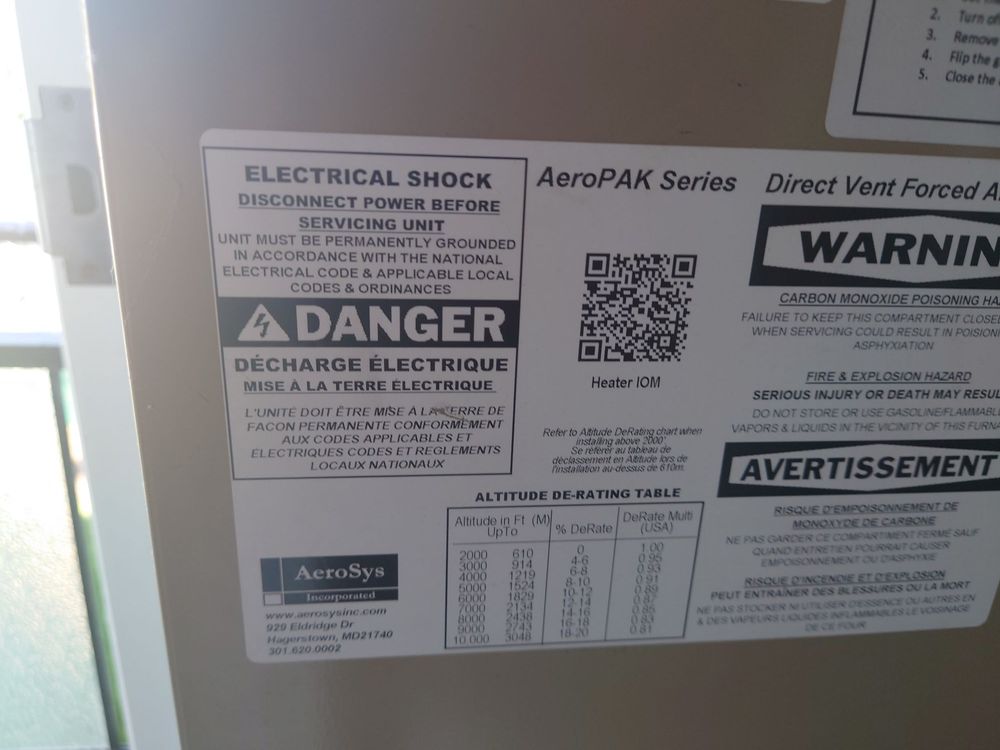 2. Turn of
3. Remove
4. Flip the
5. Close the
ELECTRICAL SHOCK
DISCONNECT POWER BEFORE
SERVICING UNIT
UNIT MUST BE PERMANENTLY GROUNDED
IN ACCORDANCE WITH THE NATIONAL
ELECTRICAL CODE & APPLICABLE LOCAL
CODES & ORDINANCES
DANGER
DÉCHARGE ÉLECTRIQUE
MISE À LA TERRE ÉLECTRIQUE
L'UNITÉ DOIT ÊTRE MISE À LA TERRE DE
FACON PERMANENTE CONFORMÉMENT
AUX CODES APPLICABLES ET
ELECTRIQUES CODES ET REGLEMENTS
LOCAUX NATIONAUX
AeroSys
Incorporated
www.aerosysinc.com
929 Eldridge Dr
Hagerstown, MD21740
301.620.0002
AeroPAK Series
Heater IOM
Refer to Altitude DeRating chart when
installing above 2000'
Se référer au tableau de
déclassement en Altitude lors de
l'installation au-dessus de 610m.
ALTITUDE DE-RATING TABLE
Altitude in Ft (M) UpTo % DeRate DeRate Multi (USA)
2000 610 0 1.00
3000 914 4-6 0.95
4000 1219 6-8 0.93
5000 1524 8-10 0.91
6000 1829 10-12 0.89
7000 2134 12-14 0.87
8000 2438 14-16 0.85
9000 2743 16-18 0.83
10.000 3048 18-20 0.81
Direct Vent Forced A
WARNIN
CARBON MONOXIDE POISONING HA
FAILURE TO KEEP THIS COMPARTMENT CLOSE
WHEN SERVICING COULD RESULT IN POISION
ASPHYXIATION
FIRE & EXPLOSION HAZARD
SERIOUS INJURY OR DEATH MAY RESUL
DO NOT STORE OR USE GASOLINE/FLAMMABL
VAPORS & LIQUIDS IN THE VICINITY OF THIS FURNA
AVERTISSEMENT
RISQUE D'EMPOISONNEMENT DE
MONOXYDE DE CARBONE
NE PAS GARDER CE COMPARTIMENT FERMÉ SAUF
QUAND ENTRETIEN POURRAIT CAUSER
EMPOISONNEMENT OU D'ASPHYXIE
RISQUE D'INCENDIE ET D'EXPLOSION
PEUT ENTRAÎNER DES BLESSURES OU LA MORT
NE PAS STOCKER NI UTILISER D'ESSENCE OU AUTRES EN
& DES VAPEURS LIQUIDES INFLAMMABLES LE VOISINAGE
DE CE FOUR